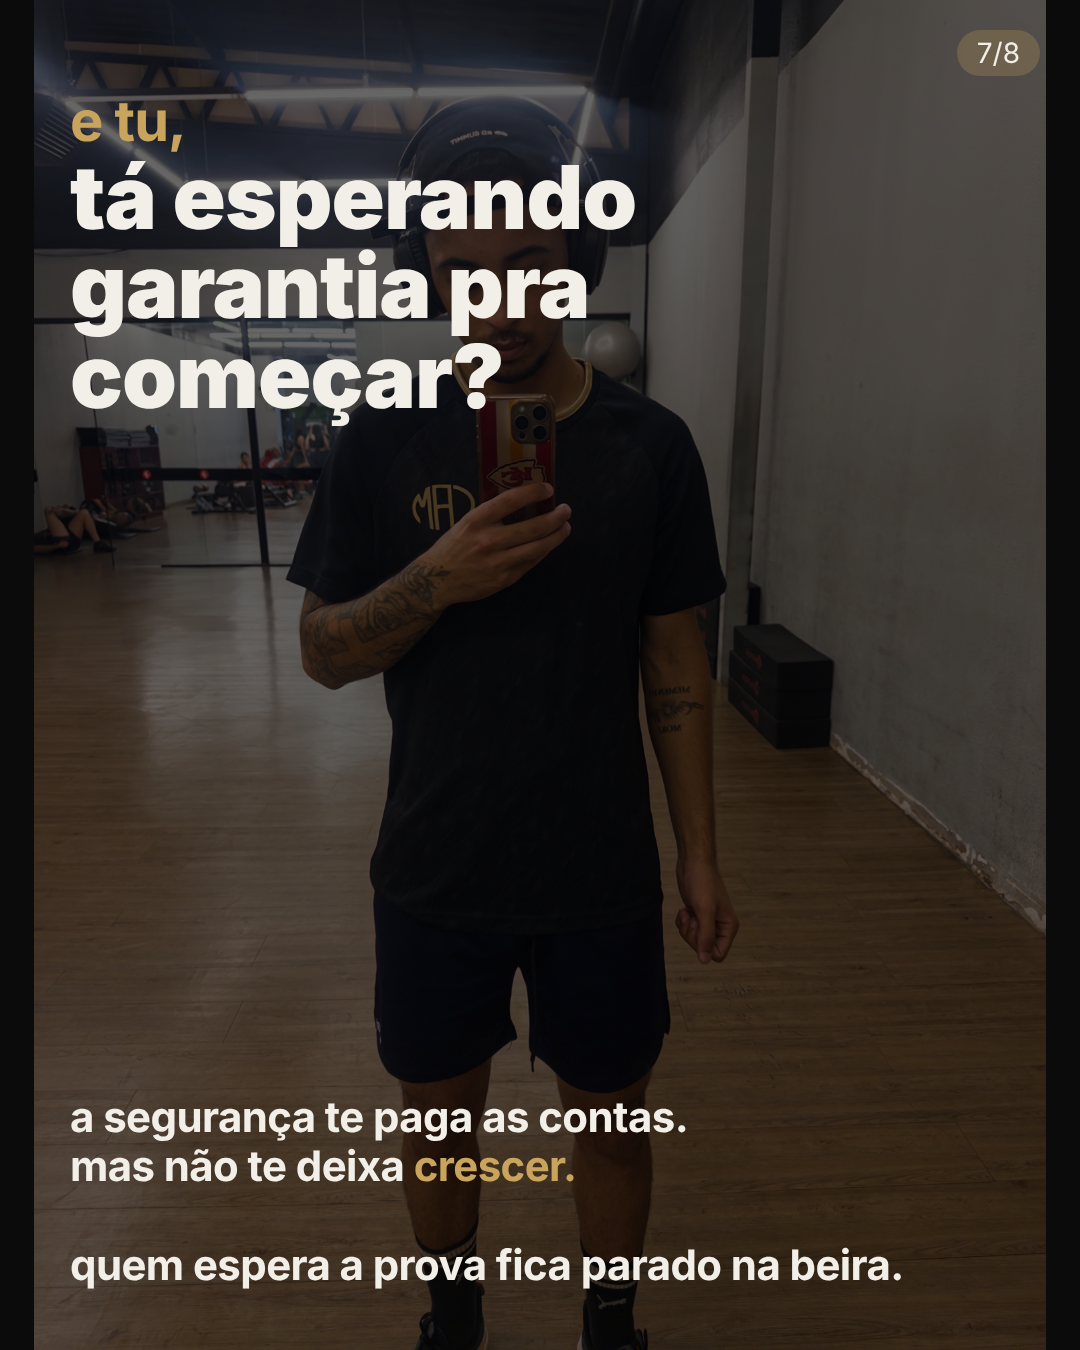 7/8
e tu,
tá esperando
garantia pra
começar?
MAD
a segurança te paga as contas.
mas não te deixa crescer.
quem espera a prova fica parado na beira.